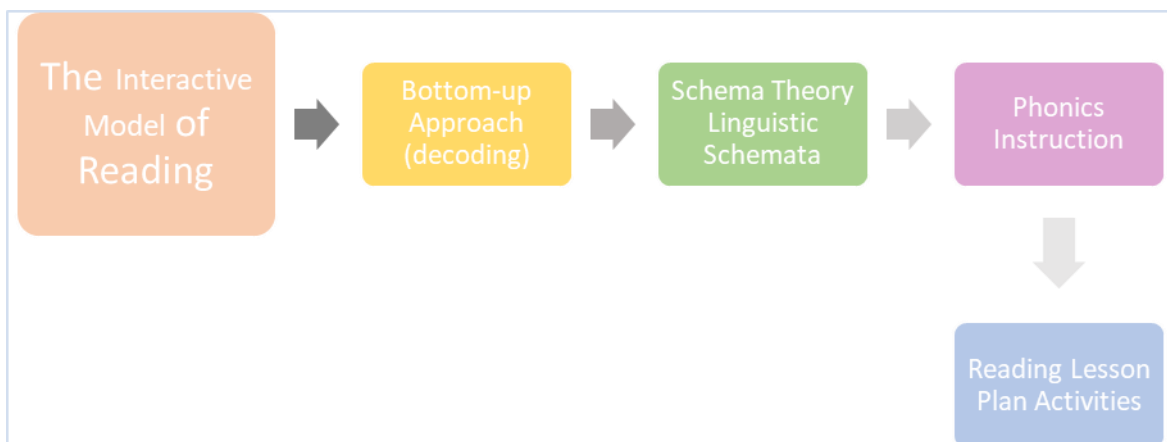 The Interactive
Model of
Reading
Bottom-up
Approach
(decoding)
Schema Theory
Linguistic
Schemata
Phonics
Instruction
Reading Lesson
Plan Activities